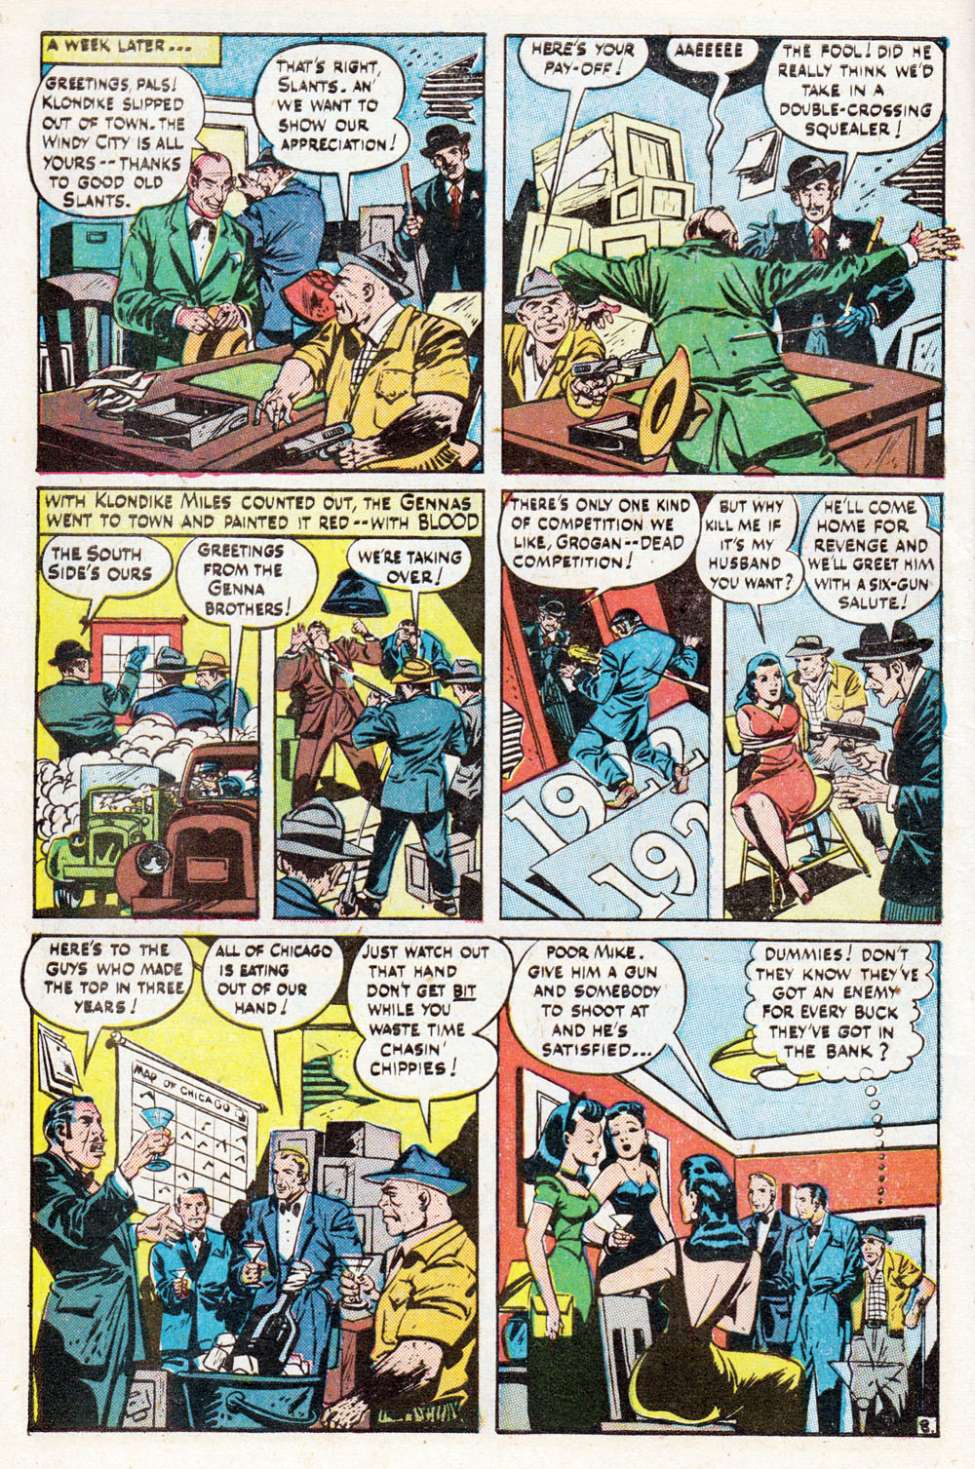 A WEEK LATER...
GREETINGS, PALS!
KLONDIKE SLIPPED
OUT OF TOWN. THE
WINDY CITY IS ALL
YOURS -- THANKS
TO GOOD OLD
SLANTS.
THAT'S RIGHT,
SLANTS. AN'
WE WANT TO
SHOW OUR
APPRECIATION!
HERE'S YOUR
PAY-OFF!
AAEEEEE
THE FOOL! DID HE
REALLY THINK WE'D
TAKE IN A
DOUBLE-CROSSING
SQUEALER!
WITH KLONDIKE MILES COUNTED OUT, THE GENNAS
WENT TO TOWN AND PAINTED IT RED -- WITH BLOOD
THE SOUTH
SIDE'S OURS
GREETINGS
FROM THE
GENNA
BROTHERS!
WE'RE TAKING
OVER!
THERE'S ONLY ONE KIND
OF COMPETITION WE
LIKE, GROGAN -- DEAD
COMPETITION!
1922
192
BUT WHY
KILL ME IF
IT'S MY
HUSBAND
YOU WANT?
HE'LL COME
HOME FOR
REVENGE AND
WE'LL GREET HIM
WITH A SIX-GUN
SALUTE!
HERE'S TO THE
GUYS WHO MADE
THE TOP IN THREE
YEARS!
ALL OF CHICAGO
IS EATING
OUT OF OUR
HAND!
JUST WATCH OUT
THAT HAND
DON'T GET BIT
WHILE YOU
WASTE TIME
CHASIN'
CHIPPIES!
MAP OF CHICAGO
POOR MIKE.
GIVE HIM A GUN
AND SOMEBODY
TO SHOOT AT
AND HE'S
SATISFIED...
DUMMIES! DON'T
THEY KNOW THEY'VE
GOT AN ENEMY
FOR EVERY BUCK
THEY'VE GOT IN
THE BANK?
8.